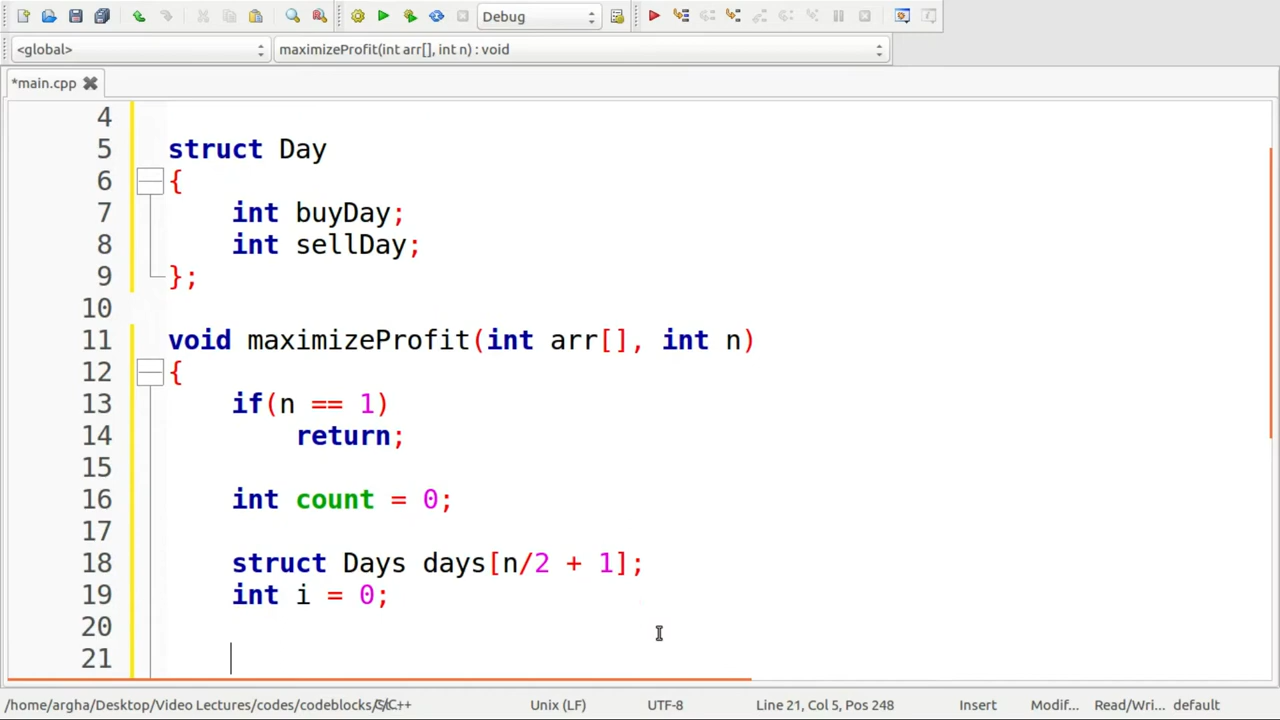 Debug
<global>
maximizeProfit(int arr[], int n) : void
*main.cpp
4
5 struct Day
6 {
7 int buyDay;
8 int sellDay;
9 };
10
11 void maximizeProfit(int arr[], int n)
12 {
13 if(n == 1)
14 return;
15
16 int count = 0;
17
18 struct Days days[n/2 + 1];
19 int i = 0;
20
21
/home/argha/Desktop/Video Lectures/codes/codeblocks/ C/C++ Unix (LF) UTF-8 Line 21, Col 5, Pos 248 Insert Modif... Read/Wri... default